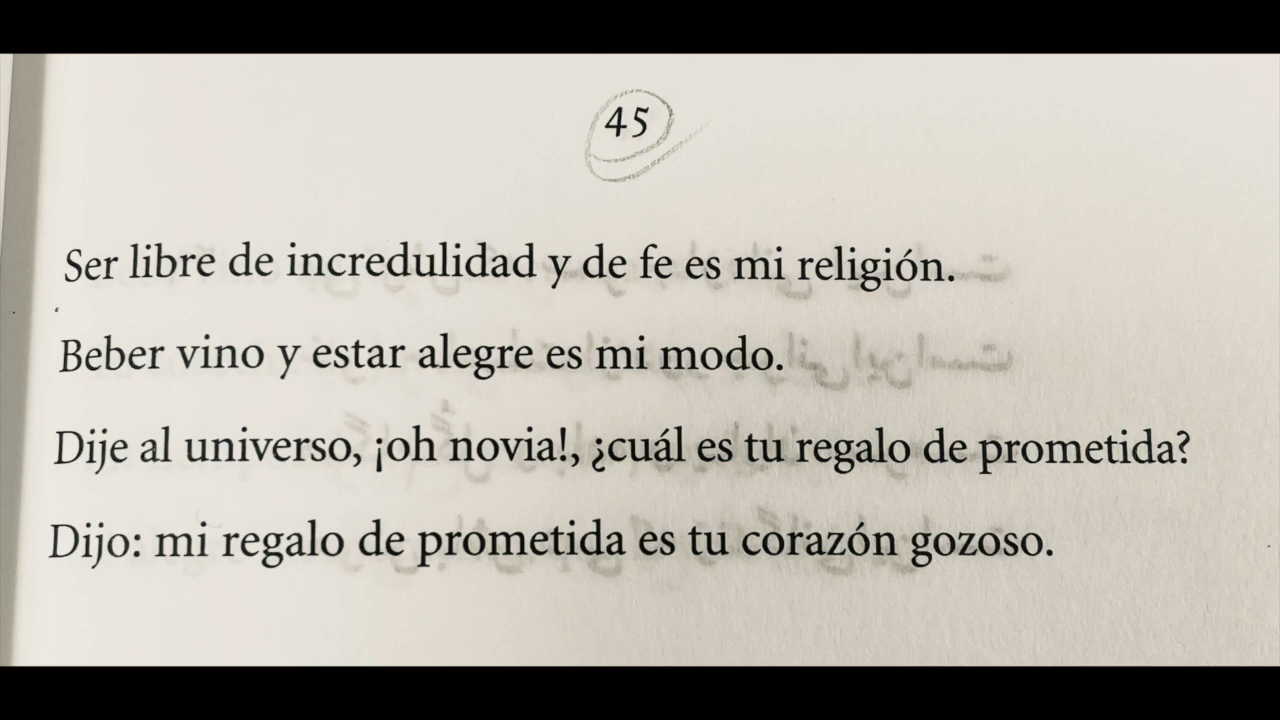 45
Ser libre de incredulidad y de fe es mi religión.
Beber vino y estar alegre es mi modo.
Dije al universo, ¡oh novia!, ¿cuál es tu regalo de prometida?
Dijo: mi regalo de prometida es tu corazón gozoso.